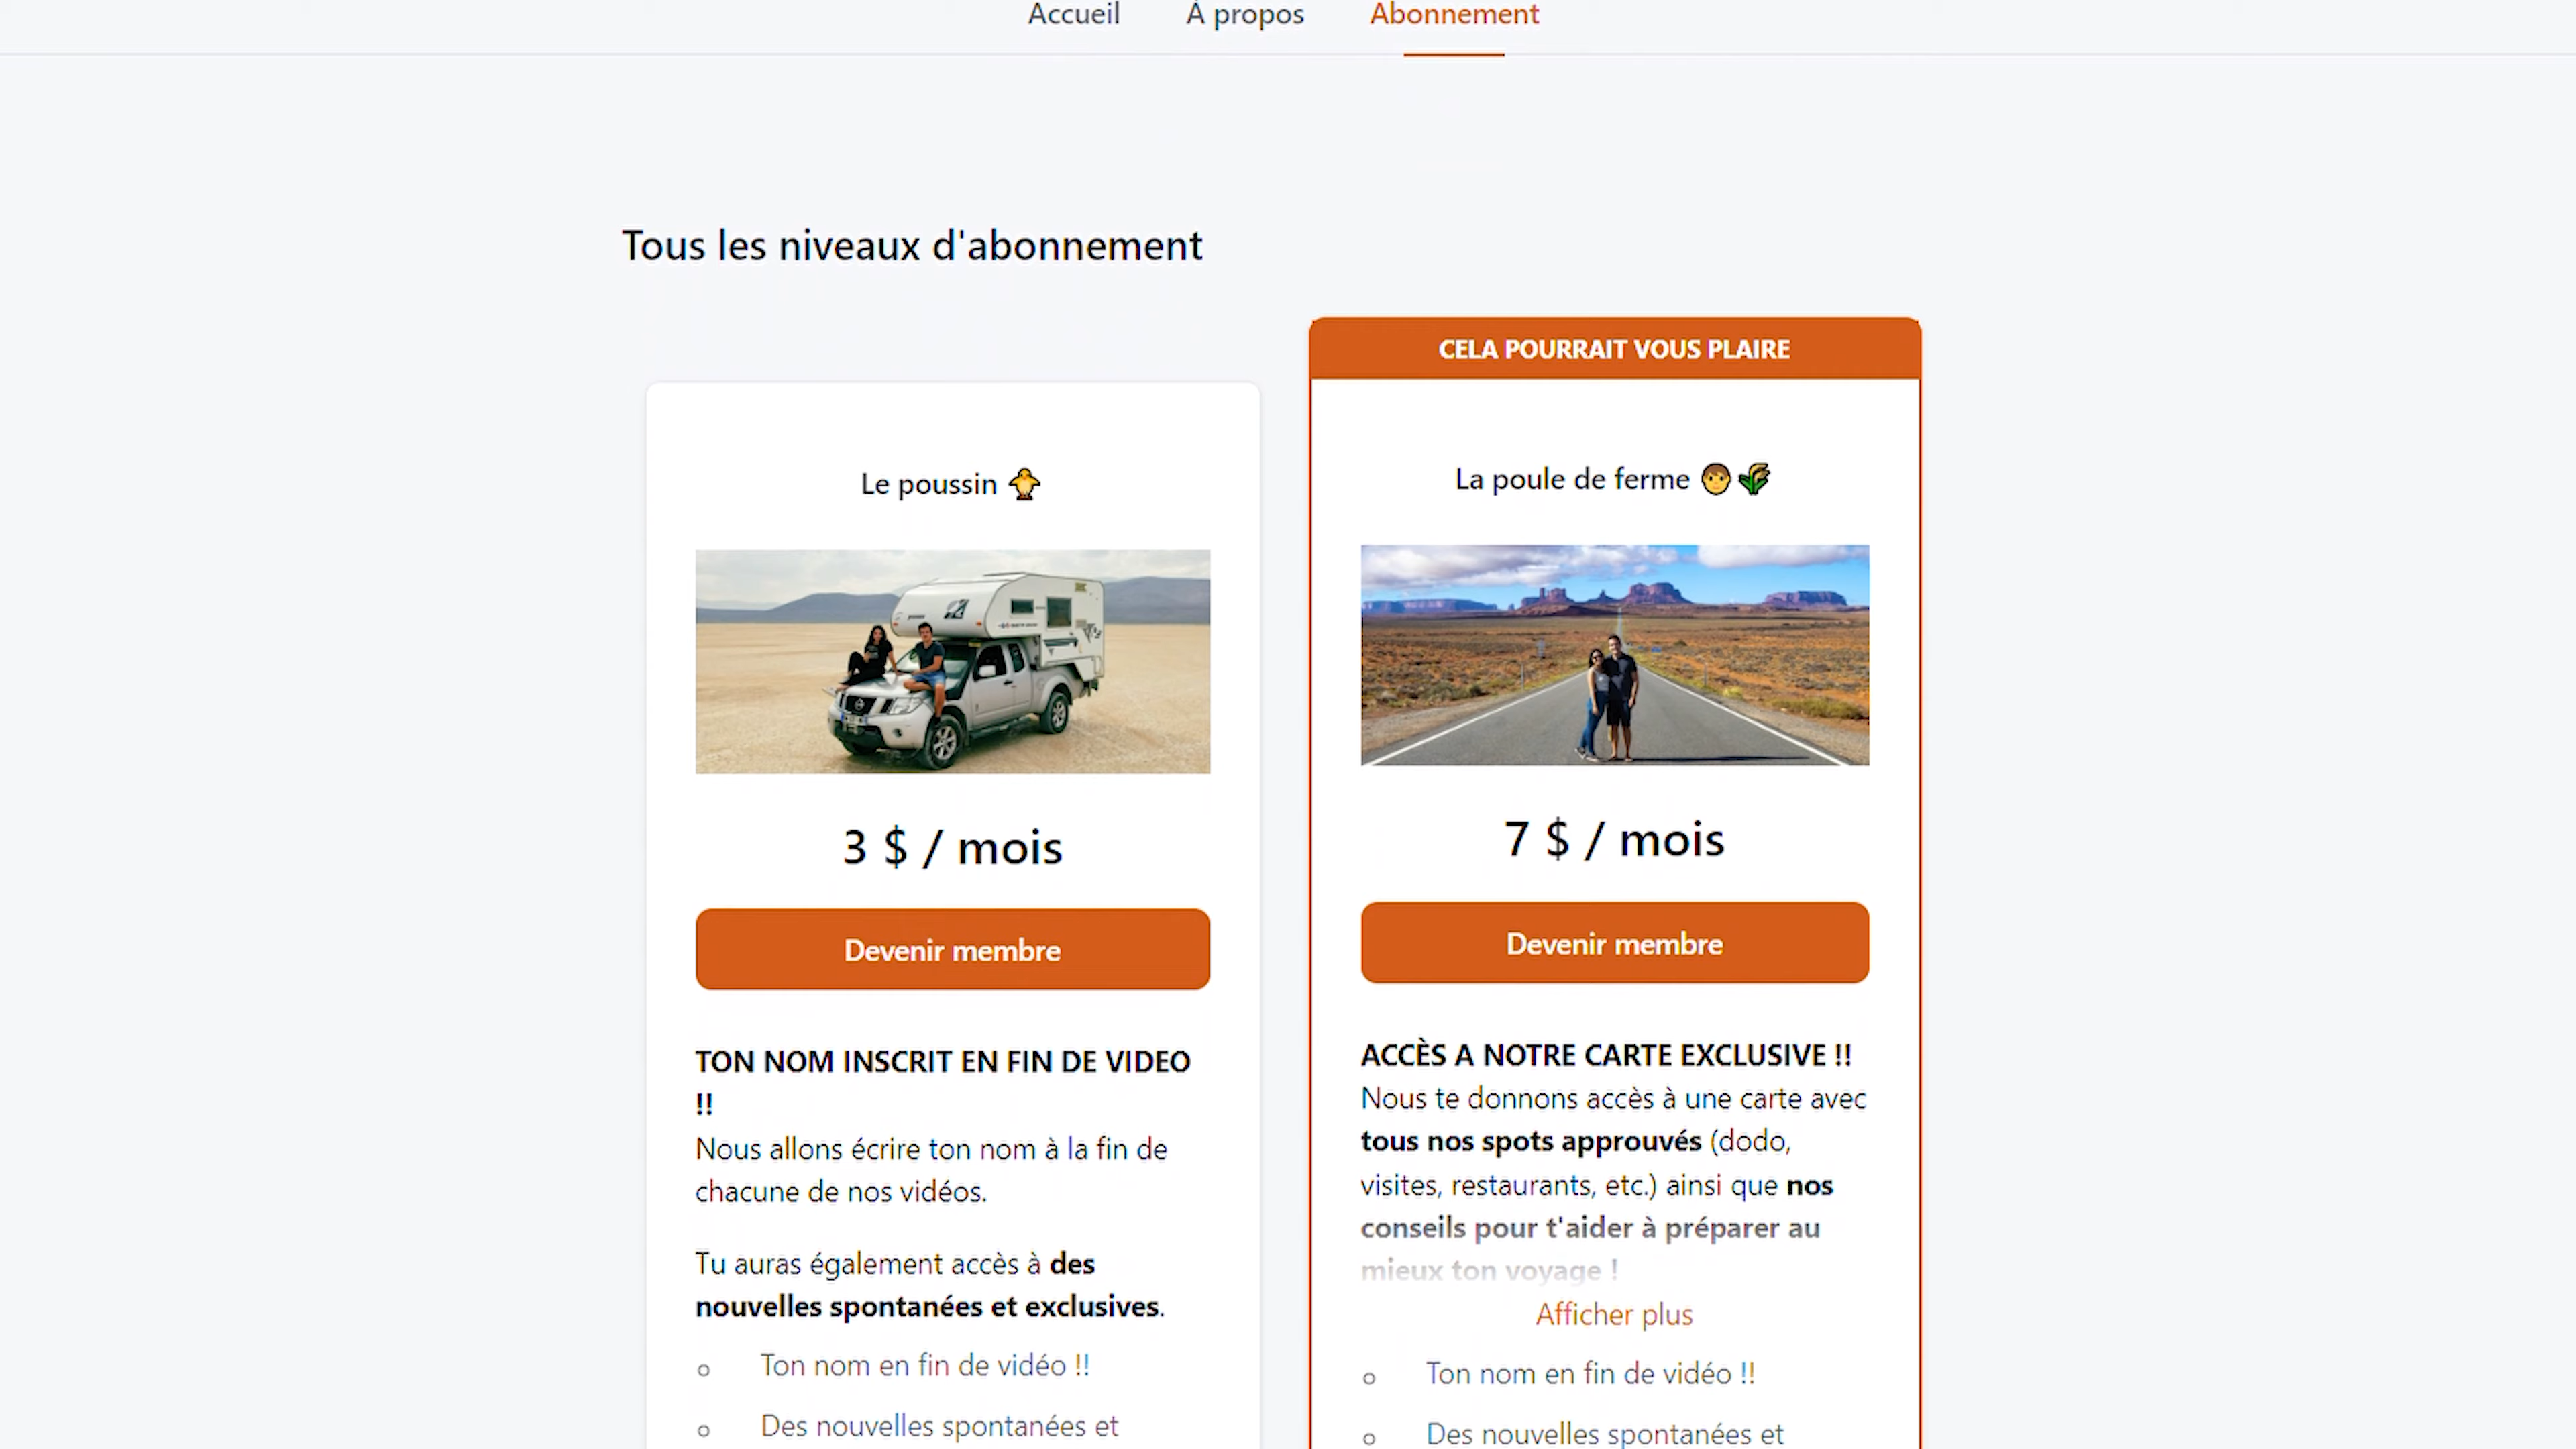 Accueil
À propos
Abonnement
Tous les niveaux d'abonnement
Le poussin
3 $ / mois
Devenir membre
TON NOM INSCRIT EN FIN DE VIDEO
!!
Nous allons écrire ton nom à la fin de
chacune de nos vidéos.
Tu auras également accès à des
nouvelles spontanées et exclusives.
Ton nom en fin de vidéo !!
Des nouvelles spontanées et
CELA POURRAIT VOUS PLAIRE
La poule de ferme
7 $ / mois
Devenir membre
ACCÈS A NOTRE CARTE EXCLUSIVE !!
Nous te donnons accès à une carte avec
tous nos spots approuvés (dodo,
visites, restaurants, etc.) ainsi que nos
conseils pour t'aider à préparer au
mieux ton voyage !
Afficher plus
Ton nom en fin de vidéo !!
Des nouvelles spontanées et